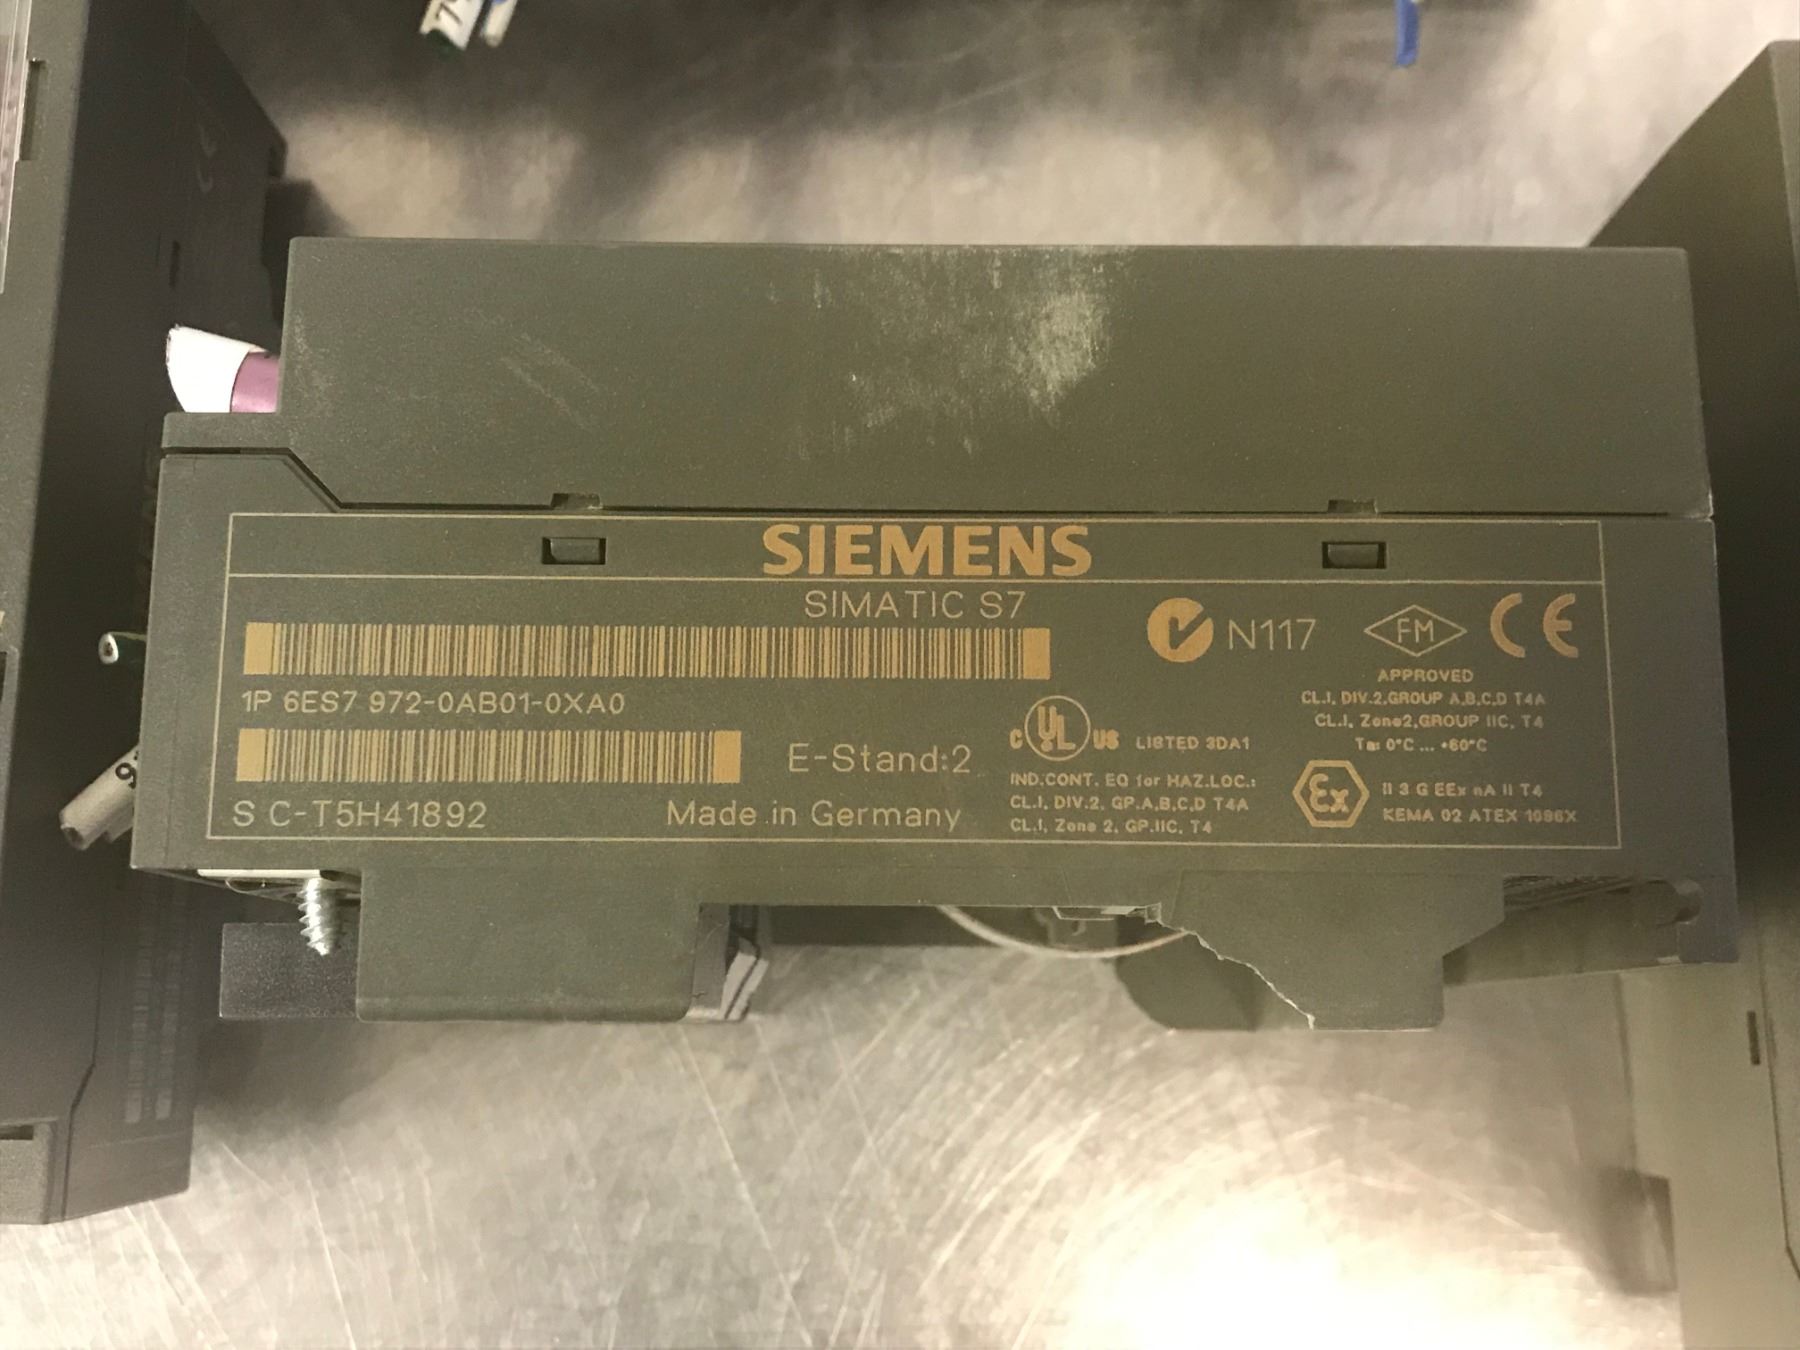 SIEMENS
SIMATIC S7
1P 6ES7 972-0AB01-0XA0
E-Stand:2
S C-T5H41892
Made in Germany
N117
FM
CE
APPROVED
CL.I, DIV.2,GROUP A,B,C,D T4A
CL.I, Zone2,GROUP IIC, T4
Ta: 0°C ... +60°C
C UL US LISTED 3DA1
IND.CONT. EQ for HAZ.LOC.:
CL.I, DIV.2, GP.A,B,C,D T4A
CL.I, Zone 2, GP.IIC, T4
Ex
II 3 G EEx nA II T4
KEMA 02 ATEX 1096X